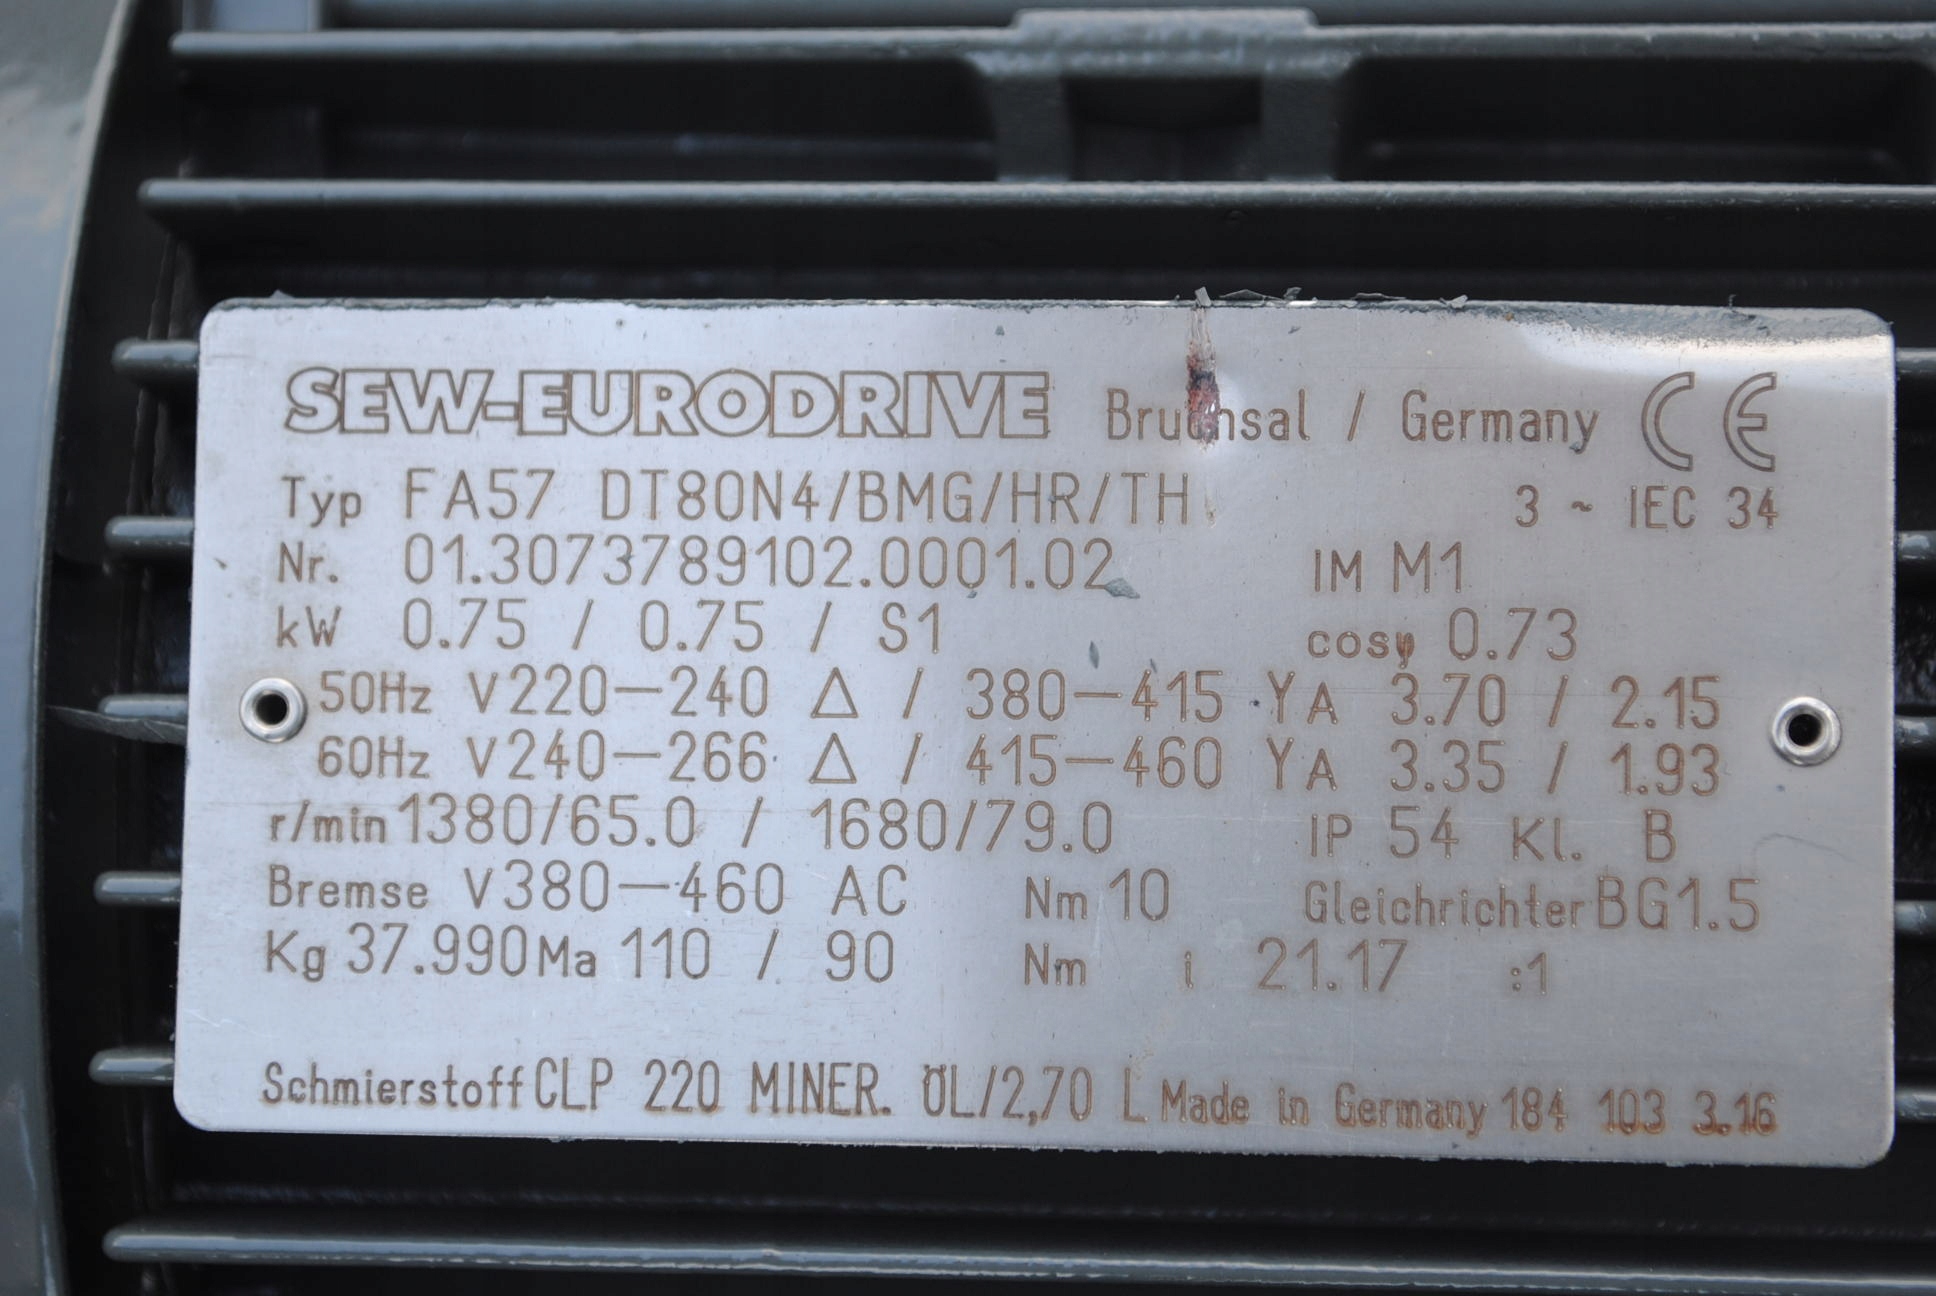 SEW-EURODRIVE Bruchsal / Germany CE
Typ FA57 DT80N4/BMG/HR/TH 3 ~ IEC 34
Nr. 01.3073789102.0001.02 IM M1
kW 0.75 / 0.75 / S1 cosφ 0.73
50Hz V220-240 Δ / 380-415 Y A 3.70 / 2.15
60Hz V240-266 Δ / 415-460 Y A 3.35 / 1.93
r/min 1380/65.0 / 1680/79.0 IP 54 Kl. B
Bremse V380-460 AC Nm 10 Gleichrichter BG1.5
Kg 37.990 Ma 110 / 90 Nm i 21.17 :1
Schmierstoff CLP 220 MINER. ÖL/2,70 L Made in Germany 184 103 3.16